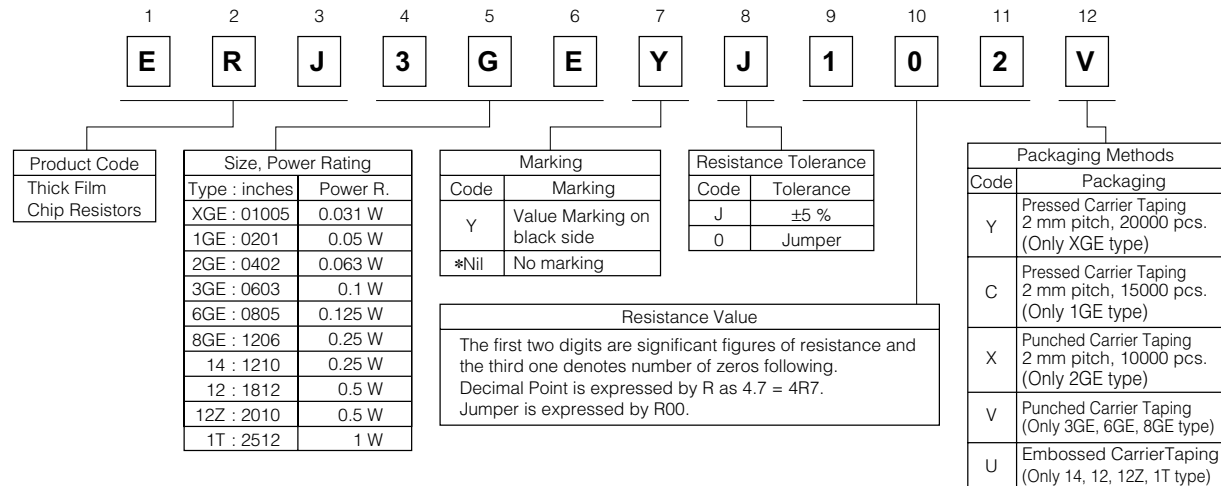 1 2 3 4 5 6 7 8 9 10 11 12
E R J 3 G E Y J 1 0 2 V
Product Code
Thick Film
Chip Resistors
Size, Power Rating
Type : inches Power R.
XGE : 01005 0.031 W
1GE : 0201 0.05 W
2GE : 0402 0.063 W
3GE : 0603 0.1 W
6GE : 0805 0.125 W
8GE : 1206 0.25 W
14 : 1210 0.25 W
12 : 1812 0.5 W
12Z : 2010 0.5 W
1T : 2512 1 W
Marking
Code Marking
Y Value Marking on
black side
*Nil No marking
Resistance Tolerance
Code Tolerance
J ±5 %
0 Jumper
Resistance Value
The first two digits are significant figures of resistance and
the third one denotes number of zeros following.
Decimal Point is expressed by R as 4.7 = 4R7.
Jumper is expressed by R00.
Packaging Methods
Code Packaging
Y Pressed Carrier Taping
2 mm pitch, 20000 pcs.
(Only XGE type)
C Pressed Carrier Taping
2 mm pitch, 15000 pcs.
(Only 1GE type)
X Punched Carrier Taping
2 mm pitch, 10000 pcs.
(Only 2GE type)
V Punched Carrier Taping
(Only 3GE, 6GE, 8GE type)
U Embossed CarrierTaping
(Only 14, 12, 12Z, 1T type)